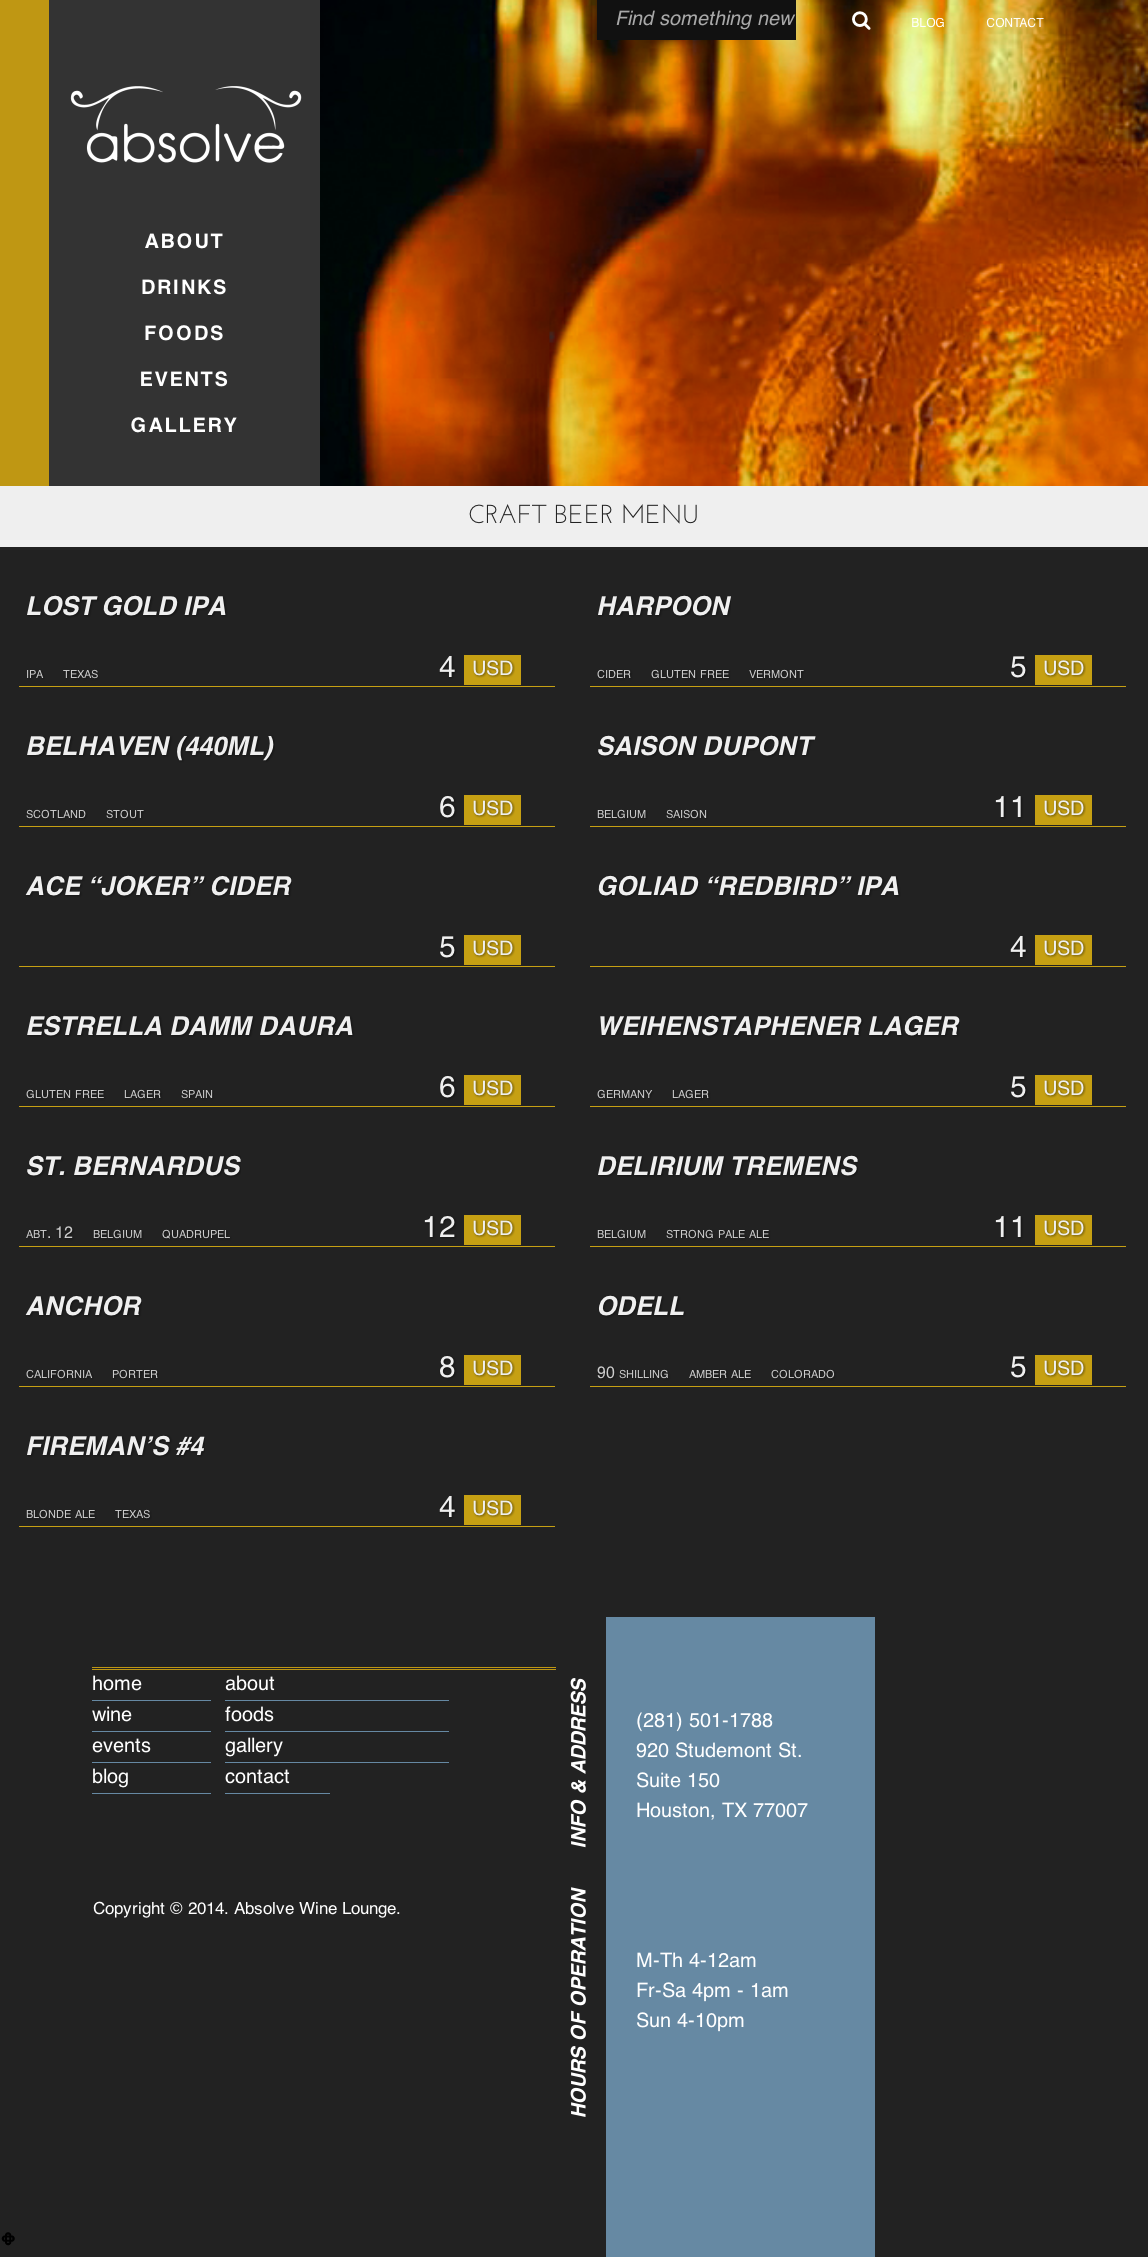 Find something new
BLOG
CONTACT
absolve
ABOUT
DRINKS
FOODS
EVENTS
GALLERY
CRAFT BEER MENU
LOST GOLD IPA
IPA TEXAS 4 USD
HARPOON
CIDER GLUTEN FREE VERMONT 5 USD
BELHAVEN (440ML)
SCOTLAND STOUT 6 USD
SAISON DUPONT
BELGIUM SAISON 11 USD
ACE “JOKER” CIDER
5 USD
GOLIAD “REDBIRD” IPA
4 USD
ESTRELLA DAMM DAURA
GLUTEN FREE LAGER SPAIN 6 USD
WEIHENSTAPHENER LAGER
GERMANY LAGER 5 USD
ST. BERNARDUS
ABT. 12 BELGIUM QUADRUPEL 12 USD
DELIRIUM TREMENS
BELGIUM STRONG PALE ALE 11 USD
ANCHOR
CALIFORNIA PORTER 8 USD
ODELL
90 SHILLING AMBER ALE COLORADO 5 USD
FIREMAN’S #4
BLONDE ALE TEXAS 4 USD
home about
wine foods
events gallery
blog contact
Copyright © 2014. Absolve Wine Lounge.
INFO & ADDRESS
(281) 501-1788
920 Studemont St.
Suite 150
Houston, TX 77007
HOURS OF OPERATION
M-Th 4-12am
Fr-Sa 4pm - 1am
Sun 4-10pm